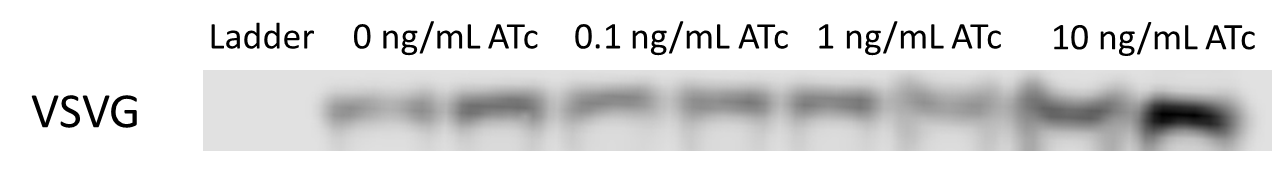 Ladder 0 ng/mL ATc 0.1 ng/mL ATc 1 ng/mL ATc 10 ng/mL ATc
VSVG